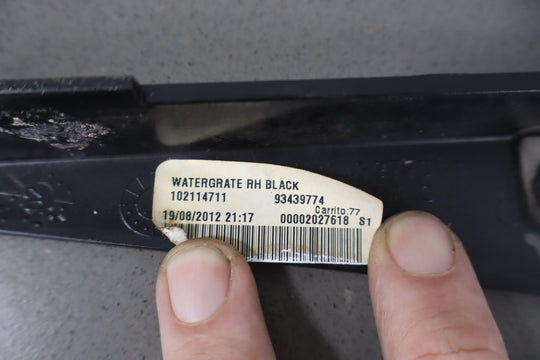 WATERGRATE RH BLACK
102114711 93439774
Carrito:77
19/08/2012 21:17 00002027618 S1